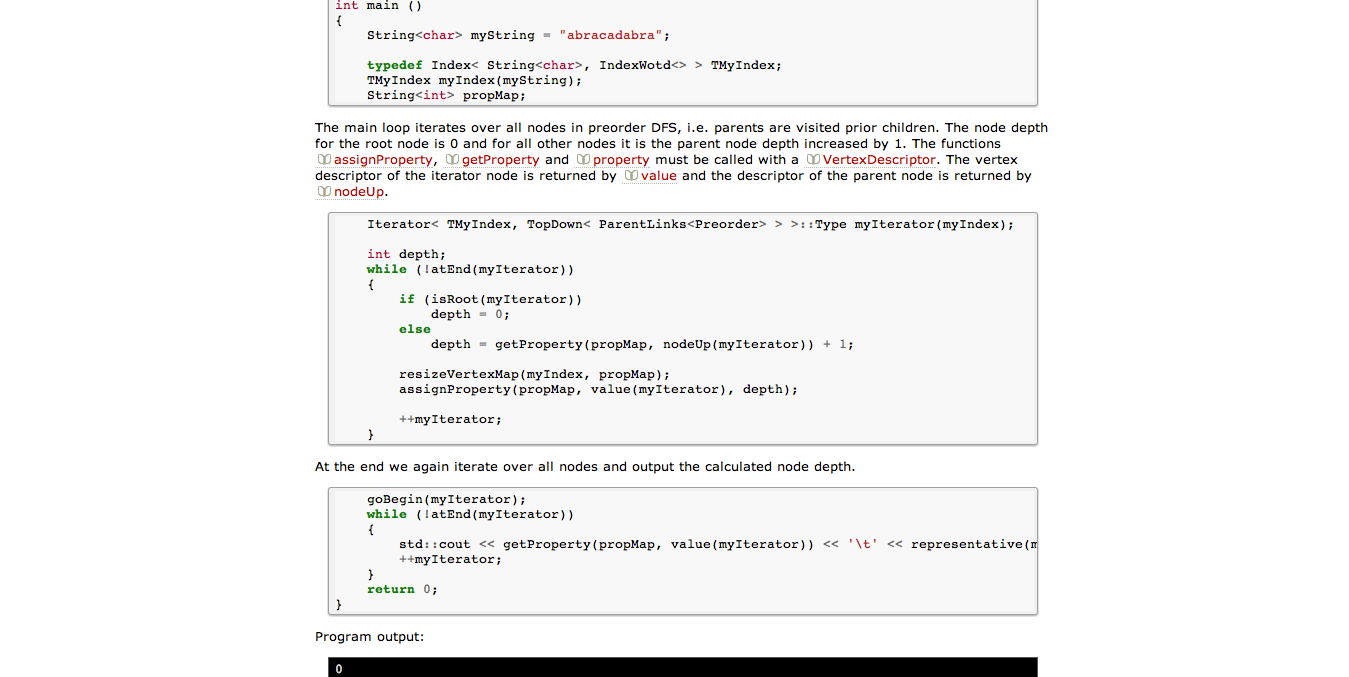 int main ()
{
    String<char> myString = "abracadabra";
    typedef Index< String<char>, IndexWotd<> > TMyIndex;
    TMyIndex myIndex(myString);
    String<int> propMap;
The main loop iterates over all nodes in preorder DFS, i.e. parents are visited prior children. The node depth
for the root node is 0 and for all other nodes it is the parent node depth increased by 1. The functions
assignProperty, getProperty and property must be called with a VertexDescriptor. The vertex
descriptor of the iterator node is returned by value and the descriptor of the parent node is returned by
nodeUp.
    Iterator< TMyIndex, TopDown< ParentLinks<Preorder> > >::Type myIterator(myIndex);
    int depth;
    while (!atEnd(myIterator))
    {
        if (isRoot(myIterator))
            depth = 0;
        else
            depth = getProperty(propMap, nodeUp(myIterator)) + 1;
        resizeVertexMap(myIndex, propMap);
        assignProperty(propMap, value(myIterator), depth);
        ++myIterator;
    }
At the end we again iterate over all nodes and output the calculated node depth.
    goBegin(myIterator);
    while (!atEnd(myIterator))
    {
        std::cout << getProperty(propMap, value(myIterator)) << '\t' << representative(m
        ++myIterator;
    }
    return 0;
}
Program output:
0